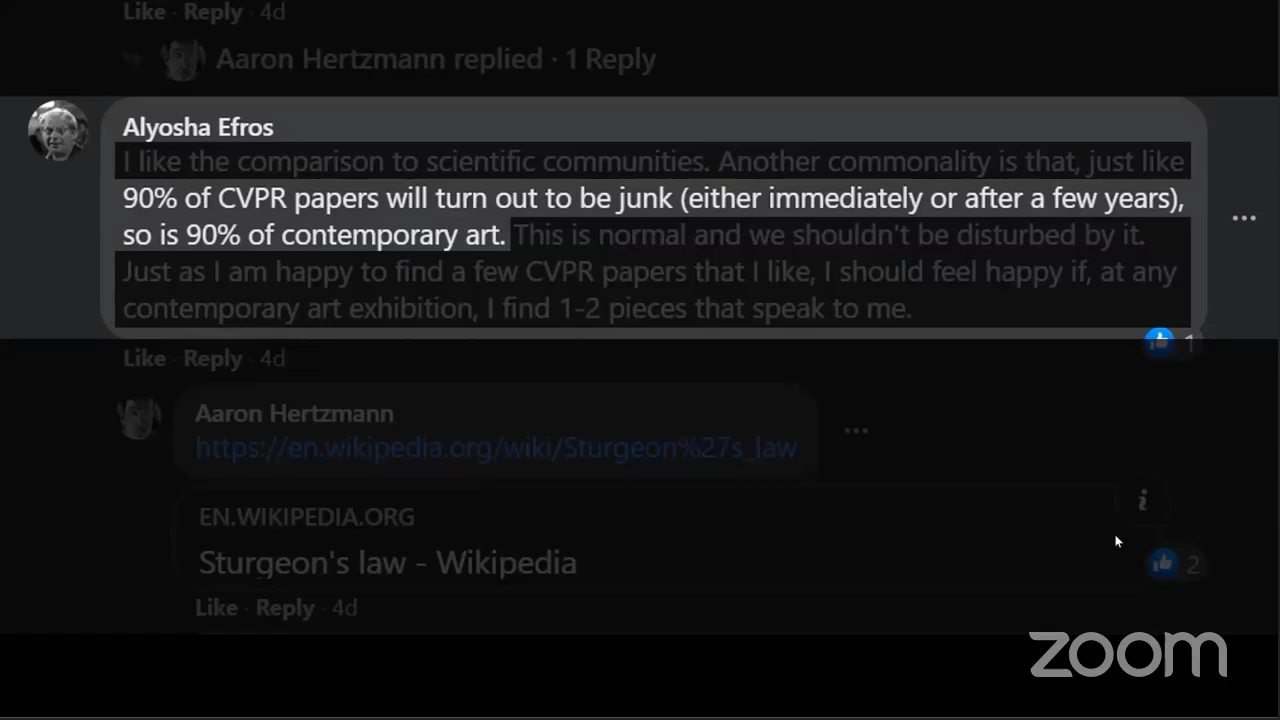 Like · Reply · 4d
Aaron Hertzmann replied · 1 Reply
Alyosha Efros
I like the comparison to scientific communities. Another commonality is that, just like
90% of CVPR papers will turn out to be junk (either immediately or after a few years),
so is 90% of contemporary art. This is normal and we shouldn't be disturbed by it.
Just as I am happy to find a few CVPR papers that I like, I should feel happy if, at any
contemporary art exhibition, I find 1-2 pieces that speak to me.
1
Like · Reply · 4d
Aaron Hertzmann
https://en.wikipedia.org/wiki/Sturgeon%27s_law
EN.WIKIPEDIA.ORG
i
Sturgeon's law - Wikipedia
2
Like · Reply · 4d
zoom